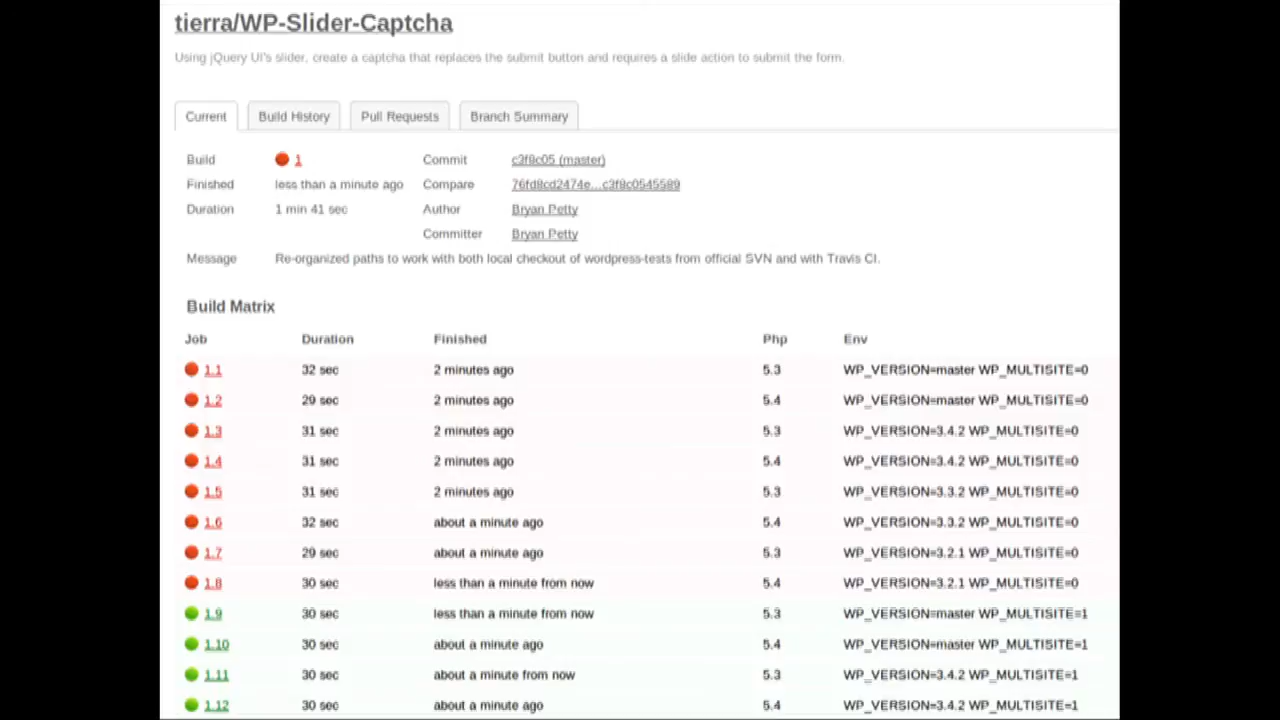 tierra/WP-Slider-Captcha
Using jQuery UI's slider, create a captcha that replaces the submit button and requires a slide action to submit the form.
Current Build History Pull Requests Branch Summary
Build 1 Commit c3f8c05 (master)
Finished less than a minute ago Compare 76fd8cd2474e...c3f8c0545589
Duration 1 min 41 sec Author Bryan Petty
Committer Bryan Petty
Message Re-organized paths to work with both local checkout of wordpress-tests from official SVN and with Travis CI.
Build Matrix
Job Duration Finished Php Env
1.1 32 sec 2 minutes ago 5.3 WP_VERSION=master WP_MULTISITE=0
1.2 29 sec 2 minutes ago 5.4 WP_VERSION=master WP_MULTISITE=0
1.3 31 sec 2 minutes ago 5.3 WP_VERSION=3.4.2 WP_MULTISITE=0
1.4 31 sec 2 minutes ago 5.4 WP_VERSION=3.4.2 WP_MULTISITE=0
1.5 31 sec 2 minutes ago 5.3 WP_VERSION=3.3.2 WP_MULTISITE=0
1.6 32 sec about a minute ago 5.4 WP_VERSION=3.3.2 WP_MULTISITE=0
1.7 29 sec about a minute ago 5.3 WP_VERSION=3.2.1 WP_MULTISITE=0
1.8 30 sec less than a minute from now 5.4 WP_VERSION=3.2.1 WP_MULTISITE=0
1.9 30 sec less than a minute from now 5.3 WP_VERSION=master WP_MULTISITE=1
1.10 30 sec about a minute ago 5.4 WP_VERSION=master WP_MULTISITE=1
1.11 30 sec about a minute from now 5.3 WP_VERSION=3.4.2 WP_MULTISITE=1
1.12 30 sec about a minute ago 5.4 WP_VERSION=3.4.2 WP_MULTISITE=1